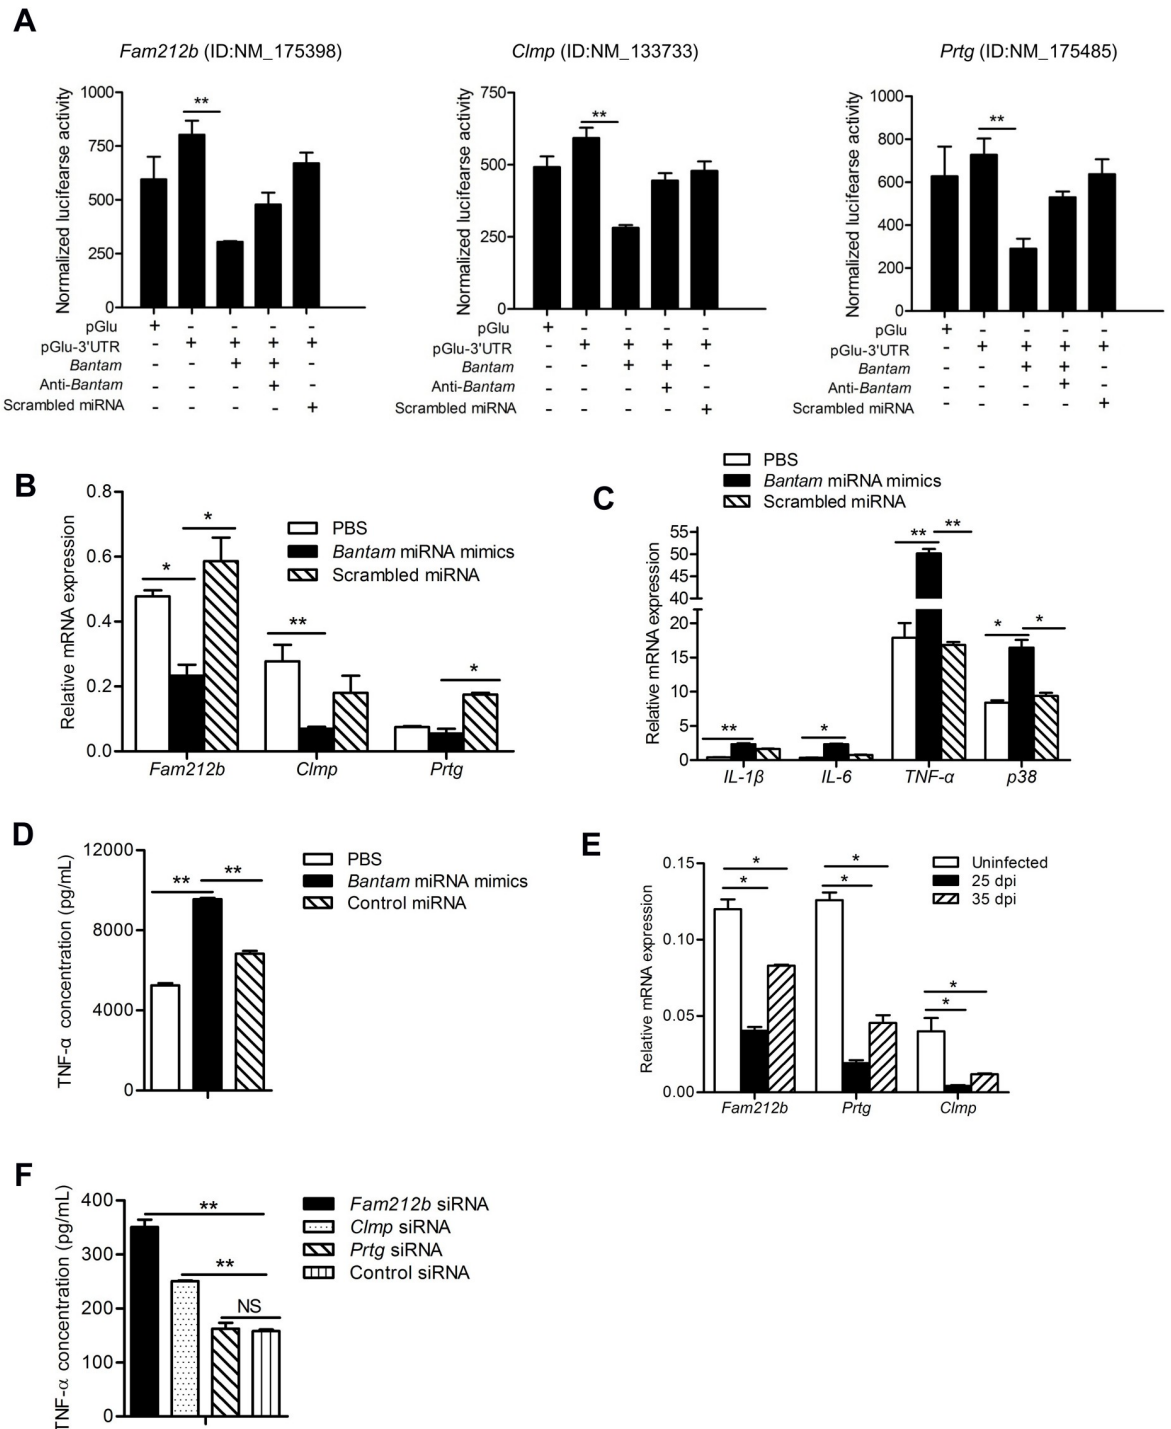 A
Fam212b (ID:NM_175398)
Clmp (ID:NM_133733)
Prtg (ID:NM_175485)
Normalized lucifearse activity
1000
750
500
250
0
**
pGlu + - - - -
pGlu-3'UTR - + + + +
Bantam - - + + -
Anti-Bantam - - - + -
Scrambled miRNA - - - - +
Normalized lucifearse activity
750
500
250
0
**
pGlu + - - - -
pGlu-3'UTR - + + + +
Bantam - - + + -
Anti-Bantam - - - + -
Scrambled miRNA - - - - +
Normalized lucifearse activity
1000
800
600
400
200
0
**
pGlu + - - - -
pGlu-3'UTR - + + + +
Bantam - - + + -
Anti-Bantam - - - + -
Scrambled miRNA - - - - +
B
Relative mRNA expression
0.8
0.6
0.4
0.2
0.0
* * ** *
PBS
Bantam miRNA mimics
Scrambled miRNA
Fam212b Clmp Prtg
C
PBS
Bantam miRNA mimics
Scrambled miRNA
Relative mRNA expression
55
50
45
40
20
15
10
5
0
** * ** ** * *
IL-1β IL-6 TNF-α p38
D
TNF-α concentration (pg/mL)
12000
8000
4000
0
** **
PBS
Bantam miRNA mimics
Control miRNA
E
Relative mRNA expression
0.15
0.10
0.05
0.00
* * * * * *
Uninfected
25 dpi
35 dpi
Fam212b Prtg Clmp
F
TNF-α concentration (pg/mL)
400
300
200
100
0
**
**
NS
Fam212b siRNA
Clmp siRNA
Prtg siRNA
Control siRNA